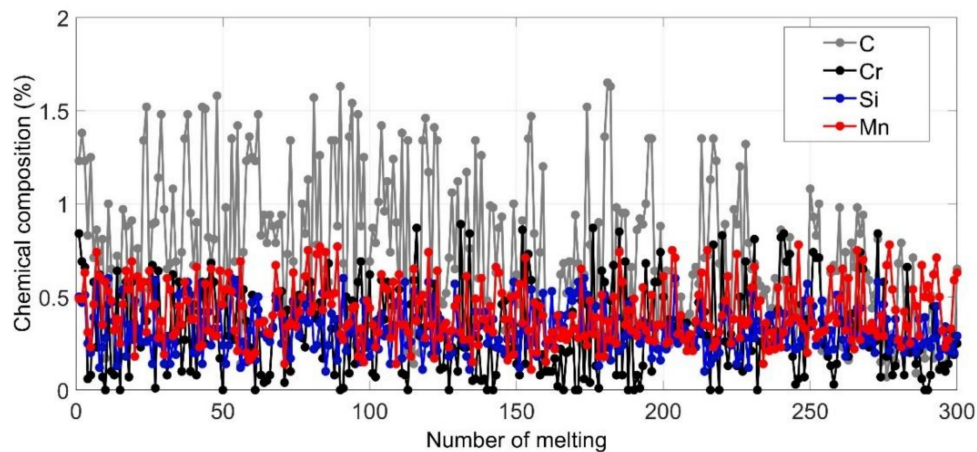 2
1.5
1
0.5
0
0
50
100
150
200
250
300
Chemical composition (%)
Number of melting
C
Cr
Si
Mn